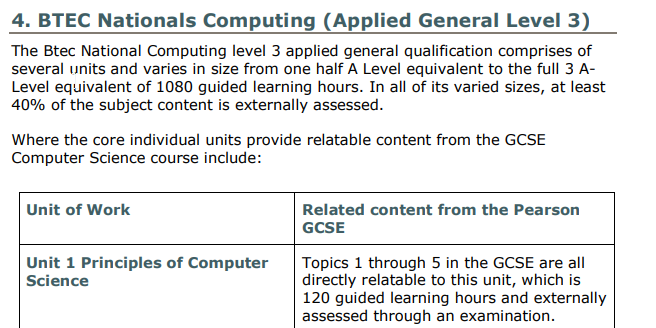 4. BTEC Nationals Computing (Applied General Level 3)
The Btec National Computing level 3 applied general qualification comprises of
several units and varies in size from one half A Level equivalent to the full 3 A-
Level equivalent of 1080 guided learning hours. In all of its varied sizes, at least
40% of the subject content is externally assessed.
Where the core individual units provide relatable content from the GCSE
Computer Science course include:
Unit of Work
Related content from the Pearson
GCSE
Unit 1 Principles of Computer
Science
Topics 1 through 5 in the GCSE are all
directly relatable to this unit, which is
120 guided learning hours and externally
assessed through an examination.